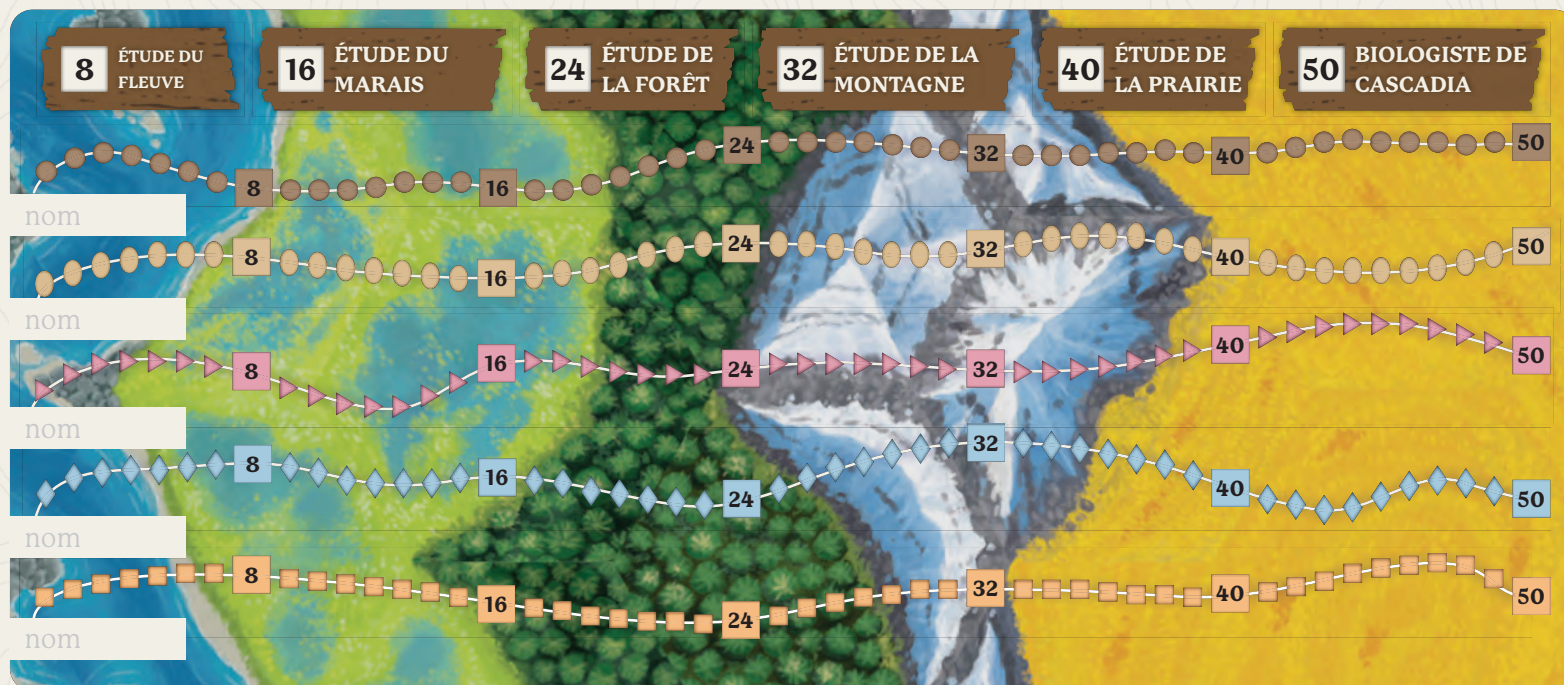 8 ÉTUDE DU FLEUVE
16 ÉTUDE DU MARAIS
24 ÉTUDE DE LA FORÊT
32 ÉTUDE DE LA MONTAGNE
40 ÉTUDE DE LA PRAIRIE
50 BIOLOGISTE DE CASCADIA
8 16 24 32 40 50
nom
8 16 24 32 40 50
nom
8 16 24 32 40 50
nom
8 16 24 32 40 50
nom
8 16 24 32 40 50
nom